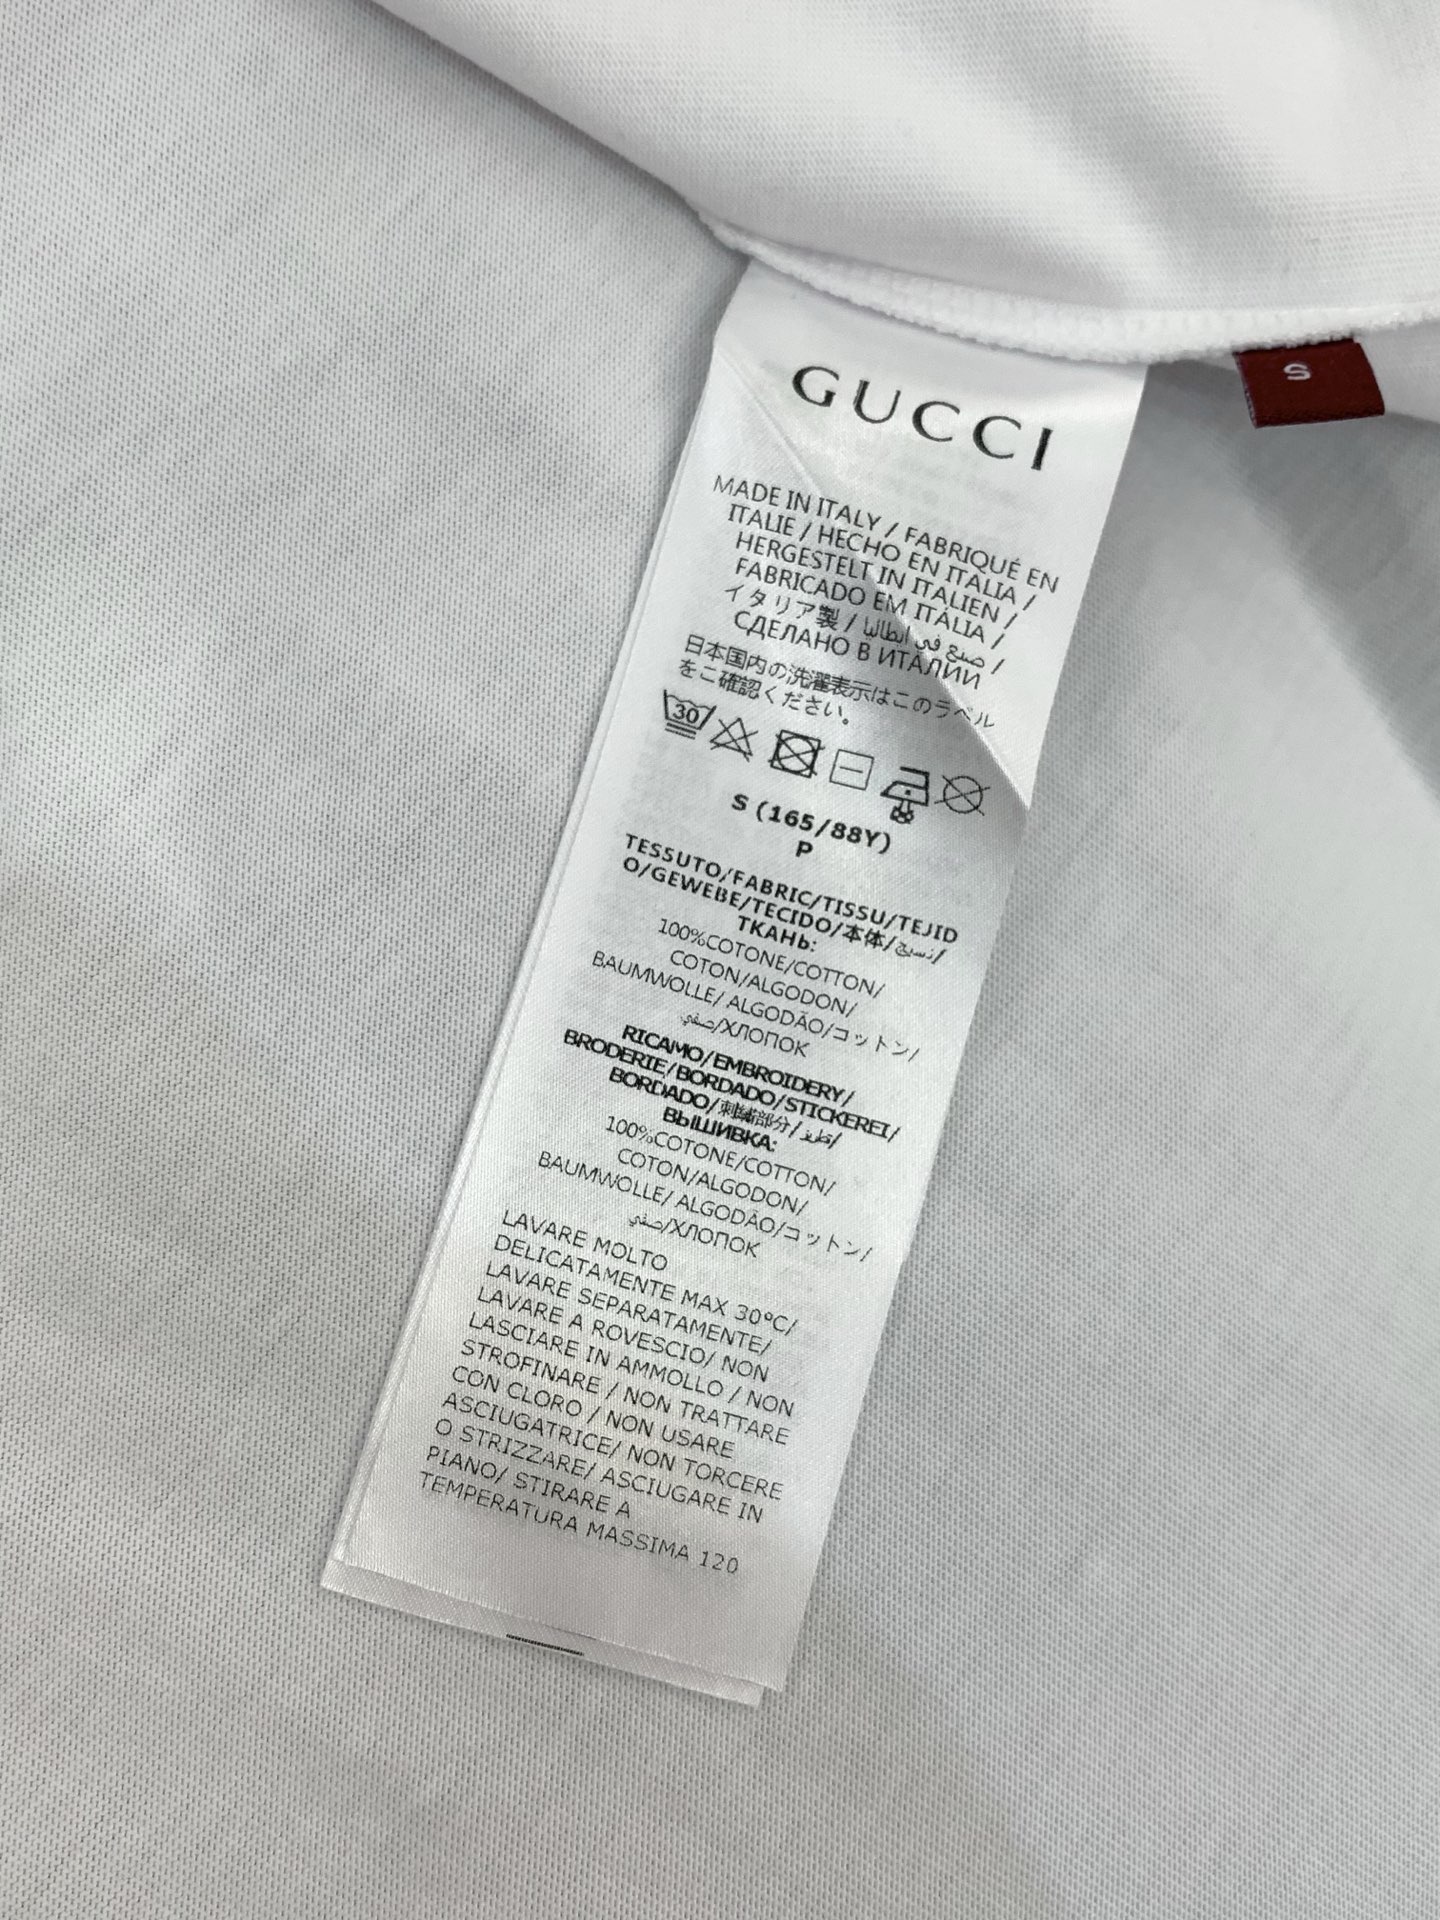 GUCCI
S
MADE IN ITALY / FABRIQUÉ EN
ITALIE / HECHO EN ITALIA /
HERGESTELT IN ITALIEN /
FABRICADO EM ITÁLIA /
イタリア製 / صنع في إيطاليا /
СДЕЛАНО В ИТАЛИИ
日本国内の洗濯表示はこのラベル
をご確認ください。
30
S (165/88Y)
P
TESSUTO/FABRIC/TISSU/TEJID
O/GEWEBE/TECIDO/本体/نسيج/
ТКАНЬ:
100%COTONE/COTTON/
COTON/ALGODON/
BAUMWOLLE/ ALGODÃO/コットン/
/ХЛОПОК
RICAMO/EMBROIDERY/
BRODERIE/BORDADO/STICKEREI/
BORDADO/刺繍部分/
ВЫШИВКА:
100%COTONE/COTTON/
COTON/ALGODON/
BAUMWOLLE/ ALGODÃO/コットン/
/ХЛОПОК
LAVARE MOLTO
DELICATAMENTE MAX 30°C/
LAVARE SEPARATAMENTE/
LAVARE A ROVESCIO/ NON
LASCIARE IN AMMOLLO / NON
STROFINARE / NON TRATTARE
CON CLORO / NON USARE
ASCIUGATRICE/ NON TORCERE
O STRIZZARE/ ASCIUGARE IN
PIANO/ STIRARE A
TEMPERATURA MASSIMA 120